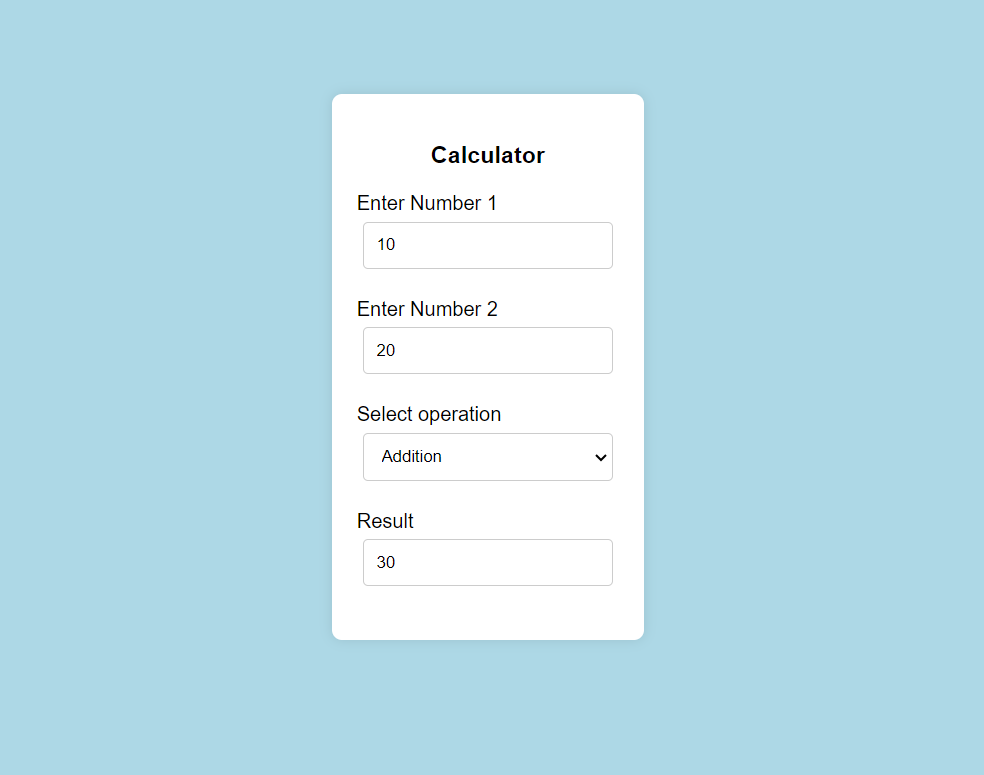 Calculator
Enter Number 1
10
Enter Number 2
20
Select operation
Addition
Result
30